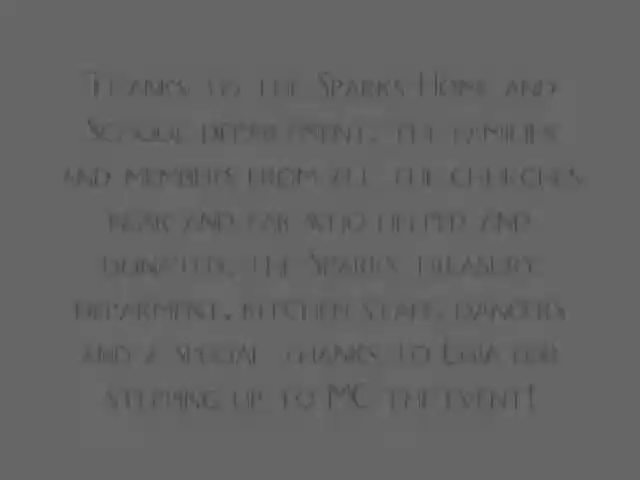 Thanks to the Sparks Home and
School department, the families
and members from all the churches
near and far who helped and
donated, the Sparks Treasury
deparment, kitchen staff, dancers
and a special thanks to for
stepping up to MC the event!